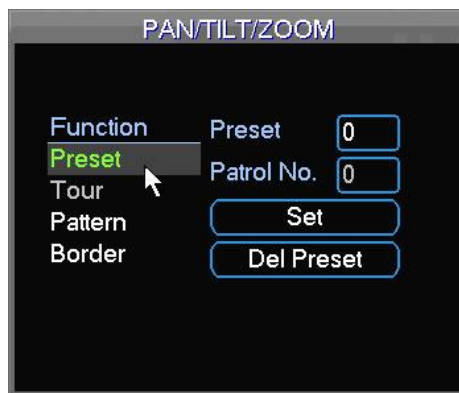 PAN/TILT/ZOOM
Function
Preset
Tour
Pattern
Border
Preset 0
Patrol No. 0
Set
Del Preset